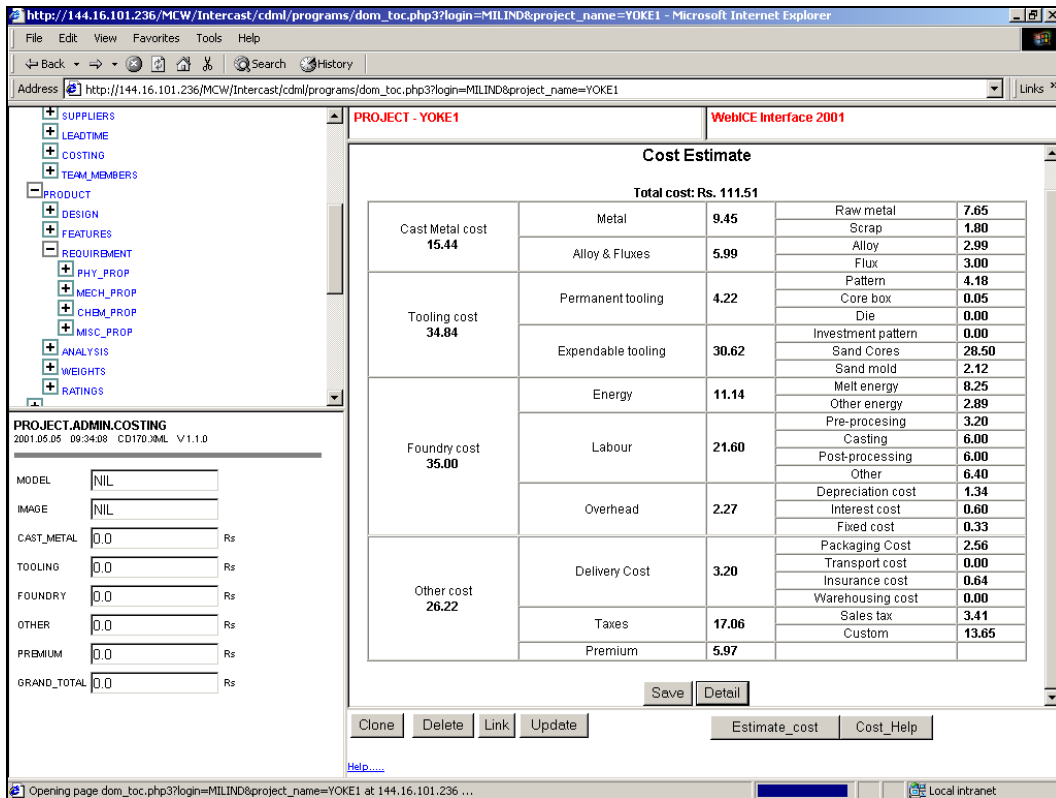 http://144.16.101.236/MCW/Intercast/cdml/programs/dom_toc.php3?login=MILIND&project_name=YOKE1 - Microsoft Internet Explorer
File Edit View Favorites Tools Help
Back Search History
Address http://144.16.101.236/MCW/Intercast/cdml/programs/dom_toc.php3?login=MILIND&project_name=YOKE1 Links »
SUPPLIERS
LEADTIME
COSTING
TEAM_MEMBERS
PRODUCT
DESIGN
FEATURES
REQUIREMENT
PHY_PROP
MECH_PROP
CHEM_PROP
MISC_PROP
ANALYSIS
WEIGHTS
RATINGS
PROJECT.ADMIN.COSTING
2001.05.05 09:34:08 CD170.XML V1.1.0
MODEL NIL
IMAGE NIL
CAST_METAL 0.0 Rs
TOOLING 0.0 Rs
FOUNDRY 0.0 Rs
OTHER 0.0 Rs
PREMIUM 0.0 Rs
GRAND_TOTAL 0.0 Rs
PROJECT - YOKE1 WebICE Interface 2001
Cost Estimate
Total cost: Rs. 111.51
Cast Metal cost
15.44
Metal 9.45
Raw metal 7.65
Scrap 1.80
Alloy & Fluxes 5.99
Alloy 2.99
Flux 3.00
Tooling cost
34.84
Permanent tooling 4.22
Pattern 4.18
Core box 0.05
Die 0.00
Expendable tooling 30.62
Investment pattern 0.00
Sand Cores 28.50
Sand mold 2.12
Foundry cost
35.00
Energy 11.14
Melt energy 8.25
Other energy 2.89
Labour 21.60
Pre-procesing 3.20
Casting 6.00
Post-processing 6.00
Other 6.40
Overhead 2.27
Depreciation cost 1.34
Interest cost 0.60
Fixed cost 0.33
Other cost
26.22
Delivery Cost 3.20
Packaging Cost 2.56
Transport cost 0.00
Insurance cost 0.64
Warehousing cost 0.00
Taxes 17.06
Sales tax 3.41
Custom 13.65
Premium 5.97
Save Detail
Clone Delete Link Update Estimate_cost Cost_Help
Help.....
Opening page dom_toc.php3?login=MILIND&project_name=YOKE1 at 144.16.101.236 ... Local intranet